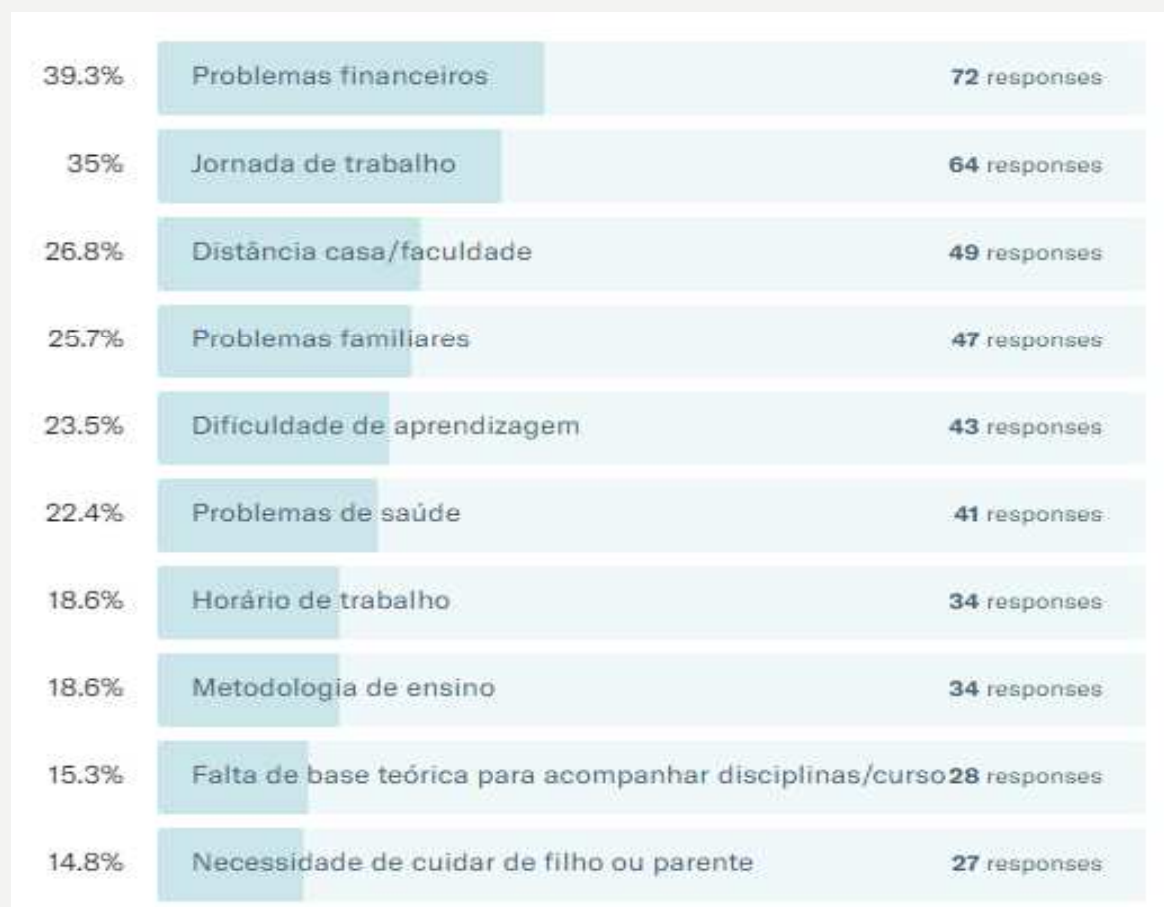 39.3% Problemas financeiros 72 responses
35% Jornada de trabalho 64 responses
26.8% Distância casa/faculdade 49 responses
25.7% Problemas familiares 47 responses
23.5% Dificuldade de aprendizagem 43 responses
22.4% Problemas de saúde 41 responses
18.6% Horário de trabalho 34 responses
18.6% Metodologia de ensino 34 responses
15.3% Falta de base teórica para acompanhar disciplinas/curso 28 responses
14.8% Necessidade de cuidar de filho ou parente 27 responses